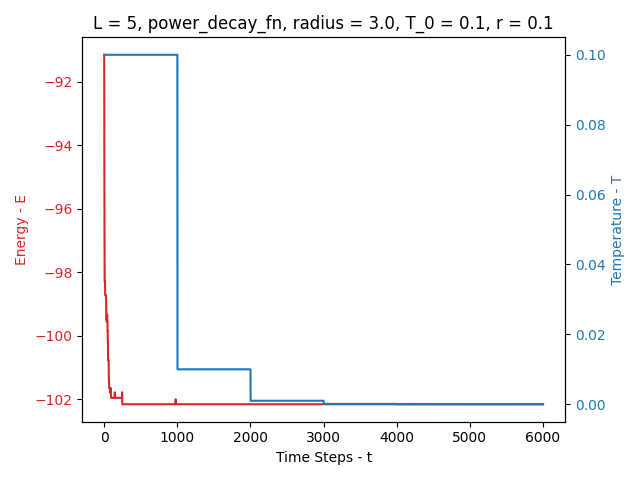 L = 5, power_decay_fn, radius = 3.0, T_0 = 0.1, r = 0.1
Energy - E
−92
−94
−96
−98
−100
−102
0.10
0.08
0.06
0.04
0.02
0.00
Temperature - T
0 1000 2000 3000 4000 5000 6000
Time Steps - t